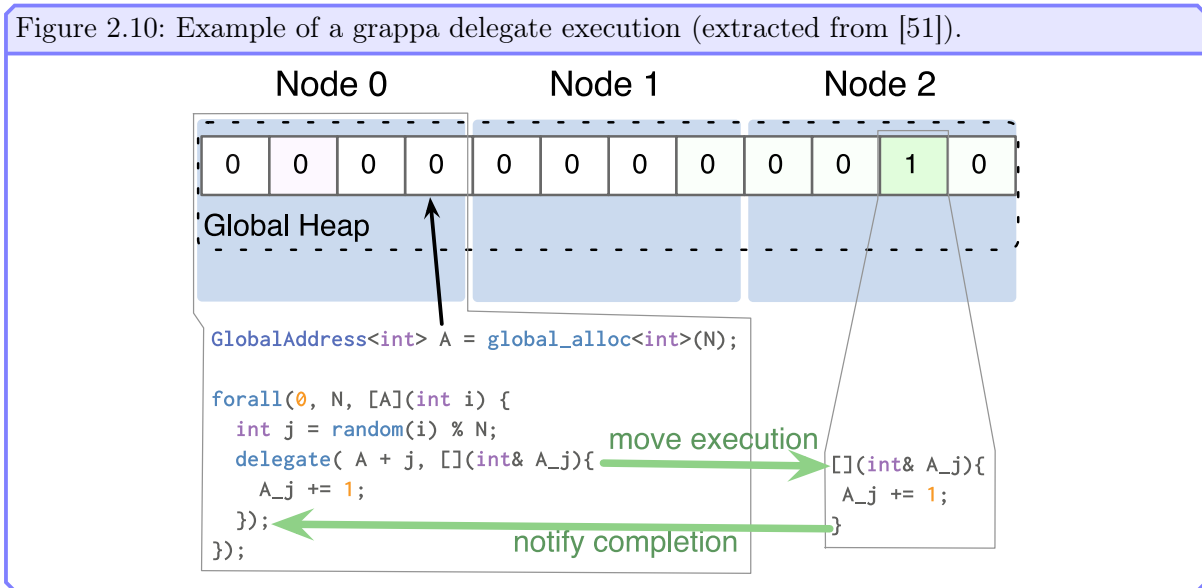 Figure 2.10: Example of a grappa delegate execution (extracted from [51]).
Node 0 Node 1 Node 2
0 0 0 0 0 0 0 0 0 0 1 0
Global Heap
GlobalAddress<int> A = global_alloc<int>(N);
forall(0, N, [A](int i) {
int j = random(i) % N;
delegate( A + j, [](int& A_j){
A_j += 1;
});
});
move execution
[](int& A_j){
A_j += 1;
}
notify completion